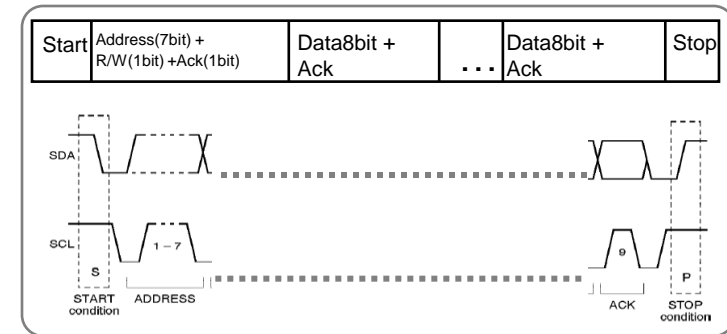 Start
Address(7bit) +
R/W(1bit) +Ack(1bit)
Data8bit +
Ack
...
Data8bit +
Ack
Stop
SDA
SCL
1 – 7
9
S
P
START
condition
ADDRESS
ACK
STOP
condition